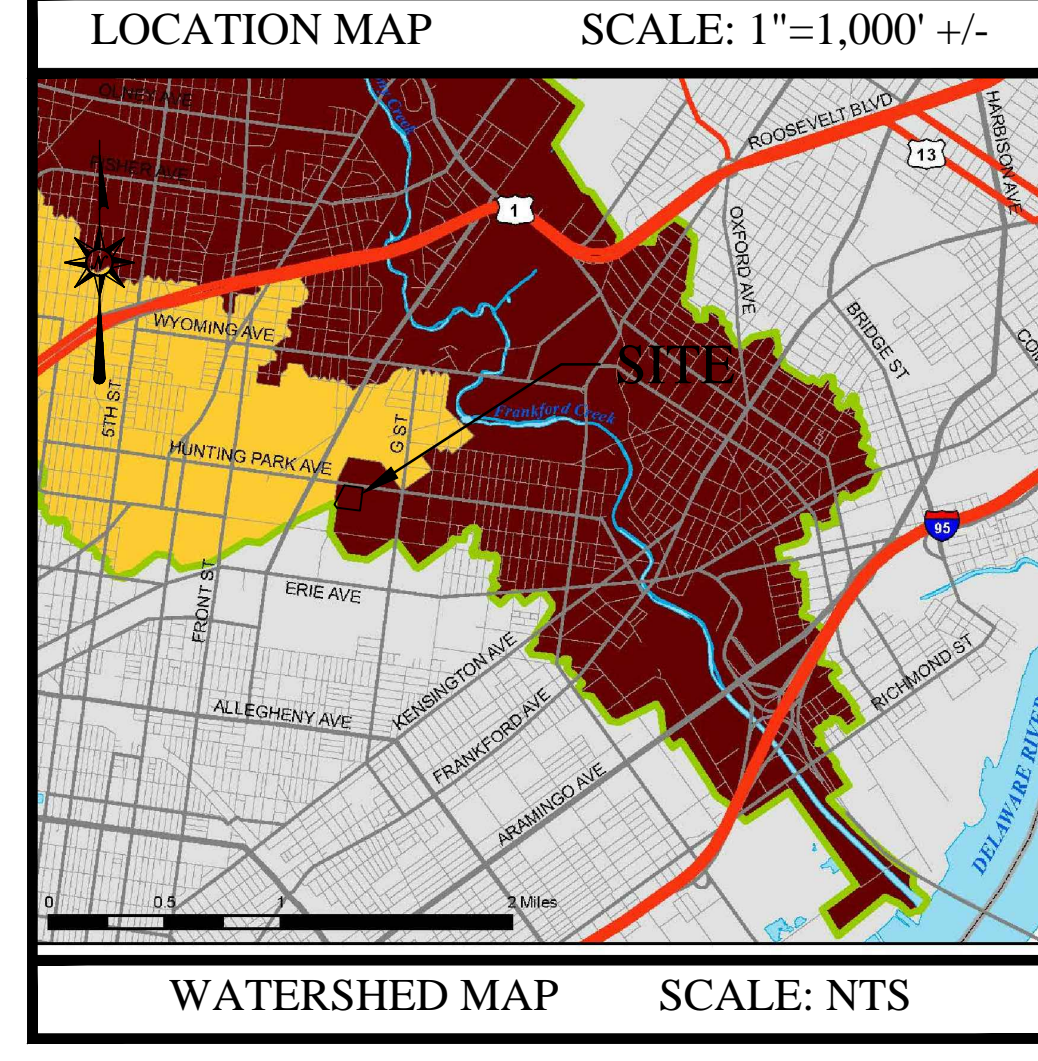 LOCATION MAP SCALE: 1"=1,000' +/-
OLNEY AVE
Creek
ROOSEVELT BLVD
HARBISON AVE
13
FISHER AVE
1
N
OXFORD AVE
WYOMING AVE
BRIDGE ST
SITE
5TH ST
G ST
Frankford Creek
HUNTING PARK AVE
95
ERIE AVE
FRONT ST
KENSINGTON AVE
RICHMOND ST
ALLEGHENY AVE
FRANKFORD AVE
ARAMINGO AVE
DELAWARE RIVER
0 0.5 1 2 Miles
WATERSHED MAP SCALE: NTS